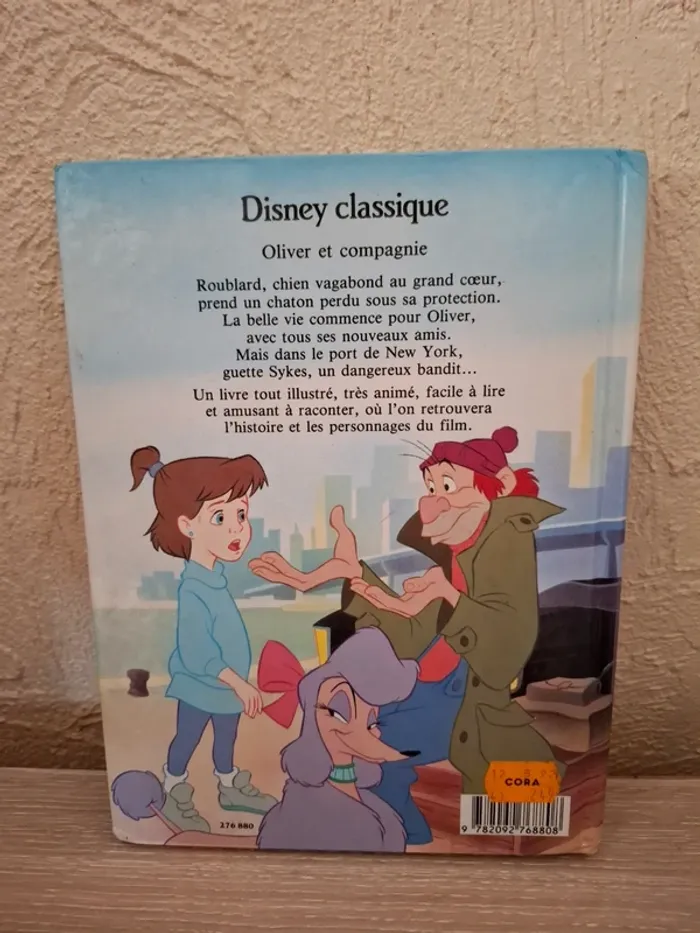 Disney classique
Oliver et compagnie
Roublard, chien vagabond au grand cœur,
prend un chaton perdu sous sa protection.
La belle vie commence pour Oliver,
avec tous ses nouveaux amis.
Mais dans le port de New York,
guette Sykes, un dangereux bandit...
Un livre tout illustré, très animé, facile à lire
et amusant à raconter, où l'on retrouvera
l'histoire et les personnages du film.
CORA
276 880
9 782092 768808